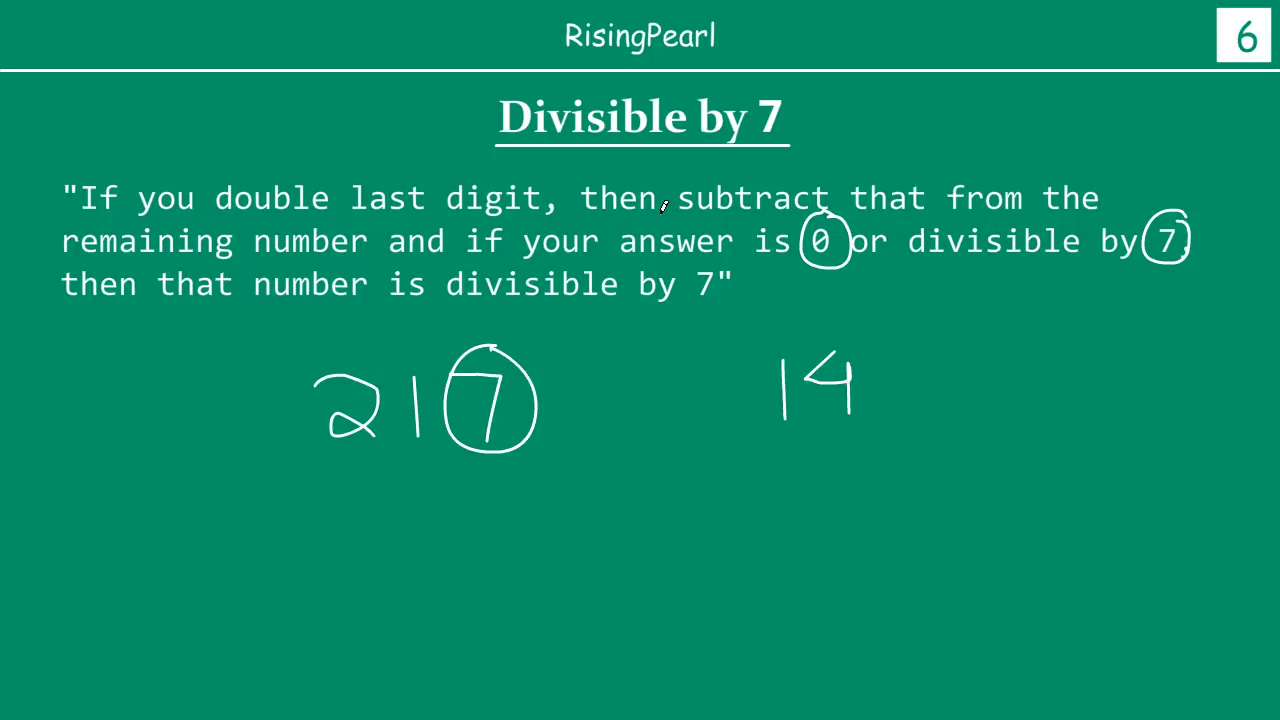 RisingPearl
6
Divisible by 7
"If you double last digit, then subtract that from the
remaining number and if your answer is 0 or divisible by 7,
then that number is divisible by 7"
217 14